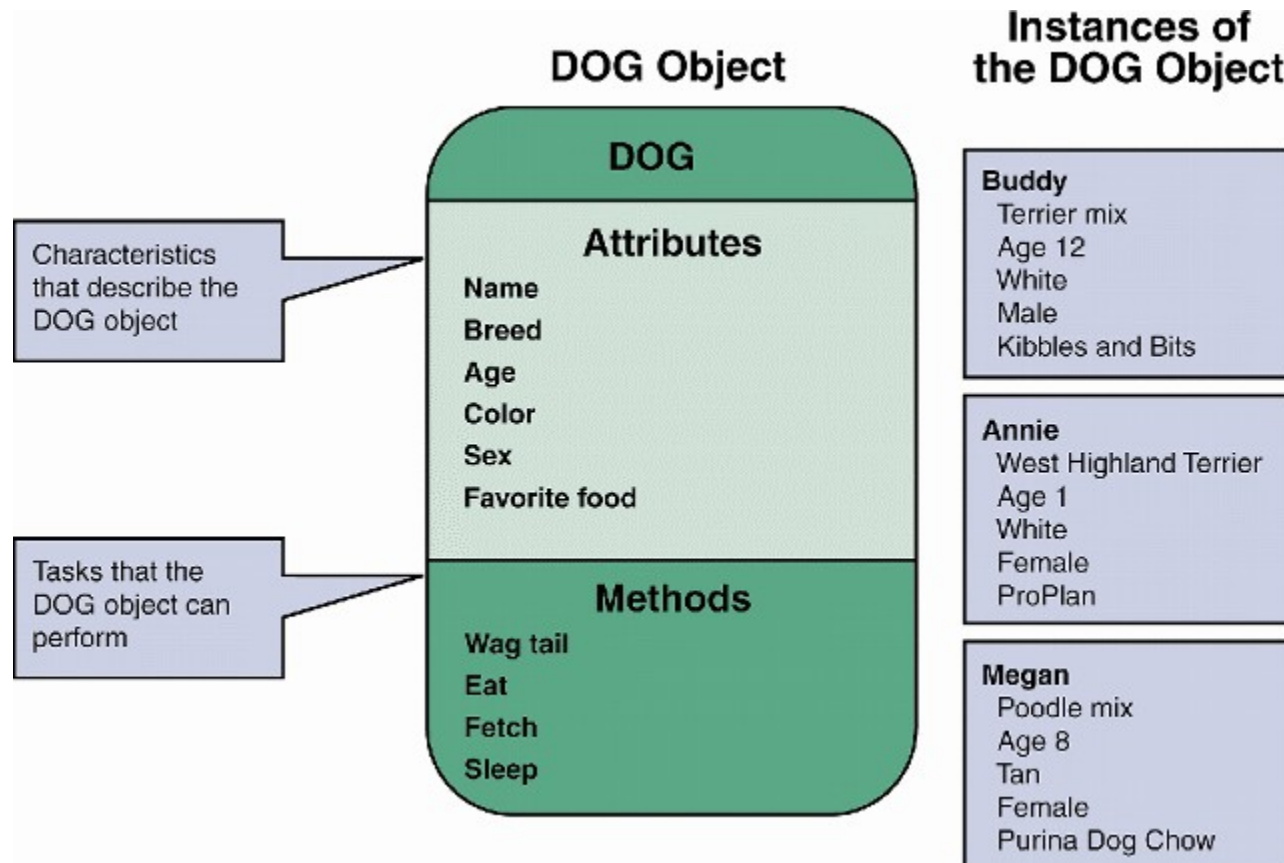 DOG Object
Instances of
the DOG Object
Characteristics
that describe the
DOG object
Tasks that the
DOG object can
perform
DOG
Attributes
Name
Breed
Age
Color
Sex
Favorite food
Methods
Wag tail
Eat
Fetch
Sleep
Buddy
Terrier mix
Age 12
White
Male
Kibbles and Bits
Annie
West Highland Terrier
Age 1
White
Female
ProPlan
Megan
Poodle mix
Age 8
Tan
Female
Purina Dog Chow